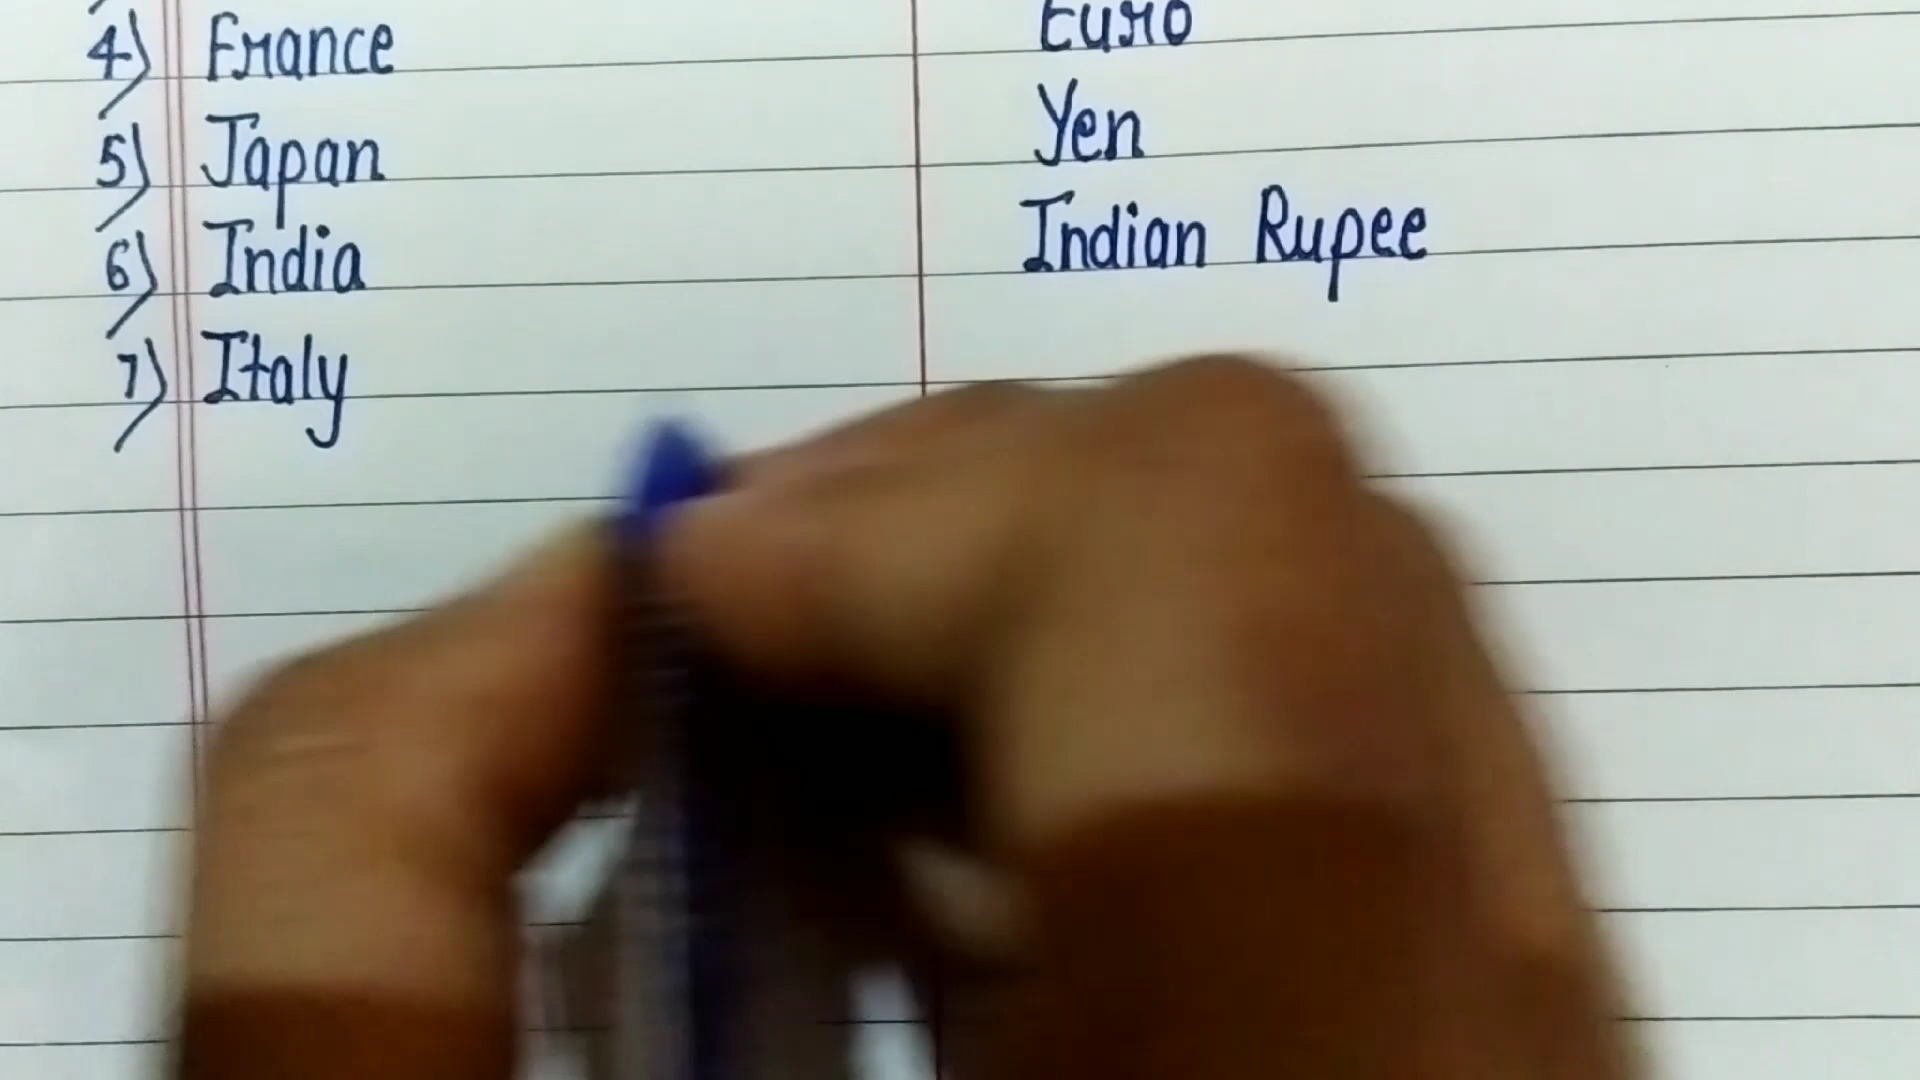 4) France Euro
5) Japan Yen
6) India Indian Rupee
7) Italy